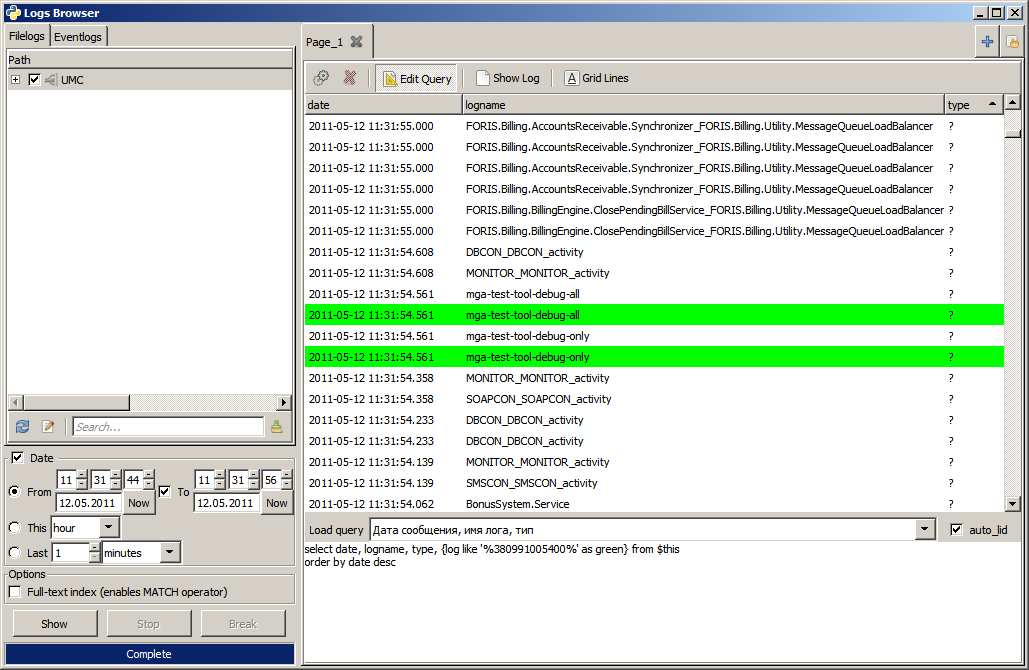 Logs Browser
Filelogs Eventlogs
Path
UMC
Search...
Date
From 11 31 44 To 11 31 56
12.05.2011 Now 12.05.2011 Now
This hour
Last 1 minutes
Options
Full-text index (enables MATCH operator)
Show Stop Break
Complete
Page_1
Edit Query Show Log A Grid Lines
date logname type
2011-05-12 11:31:55.000 FORIS.Billing.AccountsReceivable.Synchronizer_FORIS.Billing.Utility.MessageQueueLoadBalancer ?
2011-05-12 11:31:55.000 FORIS.Billing.AccountsReceivable.Synchronizer_FORIS.Billing.Utility.MessageQueueLoadBalancer ?
2011-05-12 11:31:55.000 FORIS.Billing.AccountsReceivable.Synchronizer_FORIS.Billing.Utility.MessageQueueLoadBalancer ?
2011-05-12 11:31:55.000 FORIS.Billing.AccountsReceivable.Synchronizer_FORIS.Billing.Utility.MessageQueueLoadBalancer ?
2011-05-12 11:31:55.000 FORIS.Billing.BillingEngine.ClosePendingBillService_FORIS.Billing.Utility.MessageQueueLoadBalancer ?
2011-05-12 11:31:55.000 FORIS.Billing.BillingEngine.ClosePendingBillService_FORIS.Billing.Utility.MessageQueueLoadBalancer ?
2011-05-12 11:31:54.608 DBCON_DBCON_activity ?
2011-05-12 11:31:54.608 MONITOR_MONITOR_activity ?
2011-05-12 11:31:54.561 mga-test-tool-debug-all ?
2011-05-12 11:31:54.561 mga-test-tool-debug-all ?
2011-05-12 11:31:54.561 mga-test-tool-debug-only ?
2011-05-12 11:31:54.561 mga-test-tool-debug-only ?
2011-05-12 11:31:54.358 MONITOR_MONITOR_activity ?
2011-05-12 11:31:54.358 SOAPCON_SOAPCON_activity ?
2011-05-12 11:31:54.233 DBCON_DBCON_activity ?
2011-05-12 11:31:54.233 DBCON_DBCON_activity ?
2011-05-12 11:31:54.139 MONITOR_MONITOR_activity ?
2011-05-12 11:31:54.139 SMSCON_SMSCON_activity ?
2011-05-12 11:31:54.062 BonusSystem.Service ?
Load query Дата сообщения, имя лога, тип auto_lid
select date, logname, type, {log like '%380991005400%' as green} from $this
order by date desc